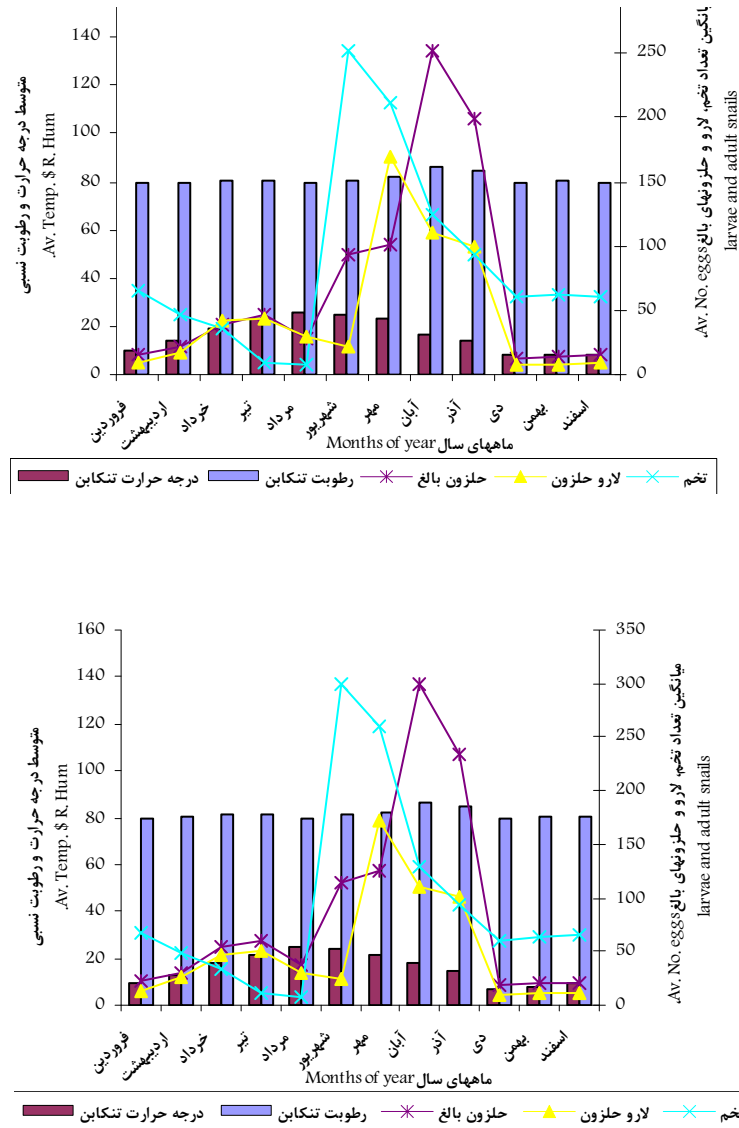 متوسط درجه حرارت و رطوبت نسبی
Av. Temp. $ R. Hum.
140
120
100
80
60
40
20
0
250
200
150
100
50
0
میانگین تعداد تخم، لارو و حلزونهای بالغ Av. No. eggs.
larvae and adult snails
فروردین
اردیبهشت
خرداد
تیر
مرداد
شهریور
مهر
آبان
آذر
دی
بهمن
اسفند
Months of year ماههای سال
درجه حرارت تنکابن رطوبت تنکابن حلزون بالغ لارو حلزون تخم
متوسط درجه حرارت و رطوبت نسبی
Av. Temp. $ R. Hum.
160
140
120
100
80
60
40
20
0
350
300
250
200
150
100
50
0
میانگین تعداد تخم، لارو و حلزونهای بالغ Av. No. eggs.
larvae and adult snails
فروردین
اردیبهشت
خرداد
تیر
مرداد
شهریور
مهر
آبان
آذر
دی
بهمن
اسفند
Months of year ماههای سال
درجه حرارت تنکابن رطوبت تنکابن حلزون بالغ لارو حلزون تخم